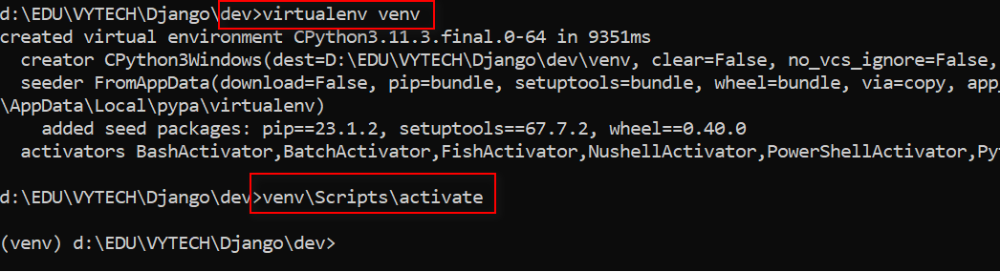 d:\EDU\VYTECH\Django\dev>virtualenv venv
created virtual environment CPython3.11.3.final.0-64 in 9351ms
creator CPython3Windows(dest=D:\EDU\VYTECH\Django\dev\venv, clear=False, no_vcs_ignore=False,
seeder FromAppData(download=False, pip=bundle, setuptools=bundle, wheel=bundle, via=copy, app_
\AppData\Local\pypa\virtualenv)
added seed packages: pip==23.1.2, setuptools==67.7.2, wheel==0.40.0
activators BashActivator,BatchActivator,FishActivator,NushellActivator,PowerShellActivator,Py
d:\EDU\VYTECH\Django\dev>venv\Scripts\activate
(venv) d:\EDU\VYTECH\Django\dev>